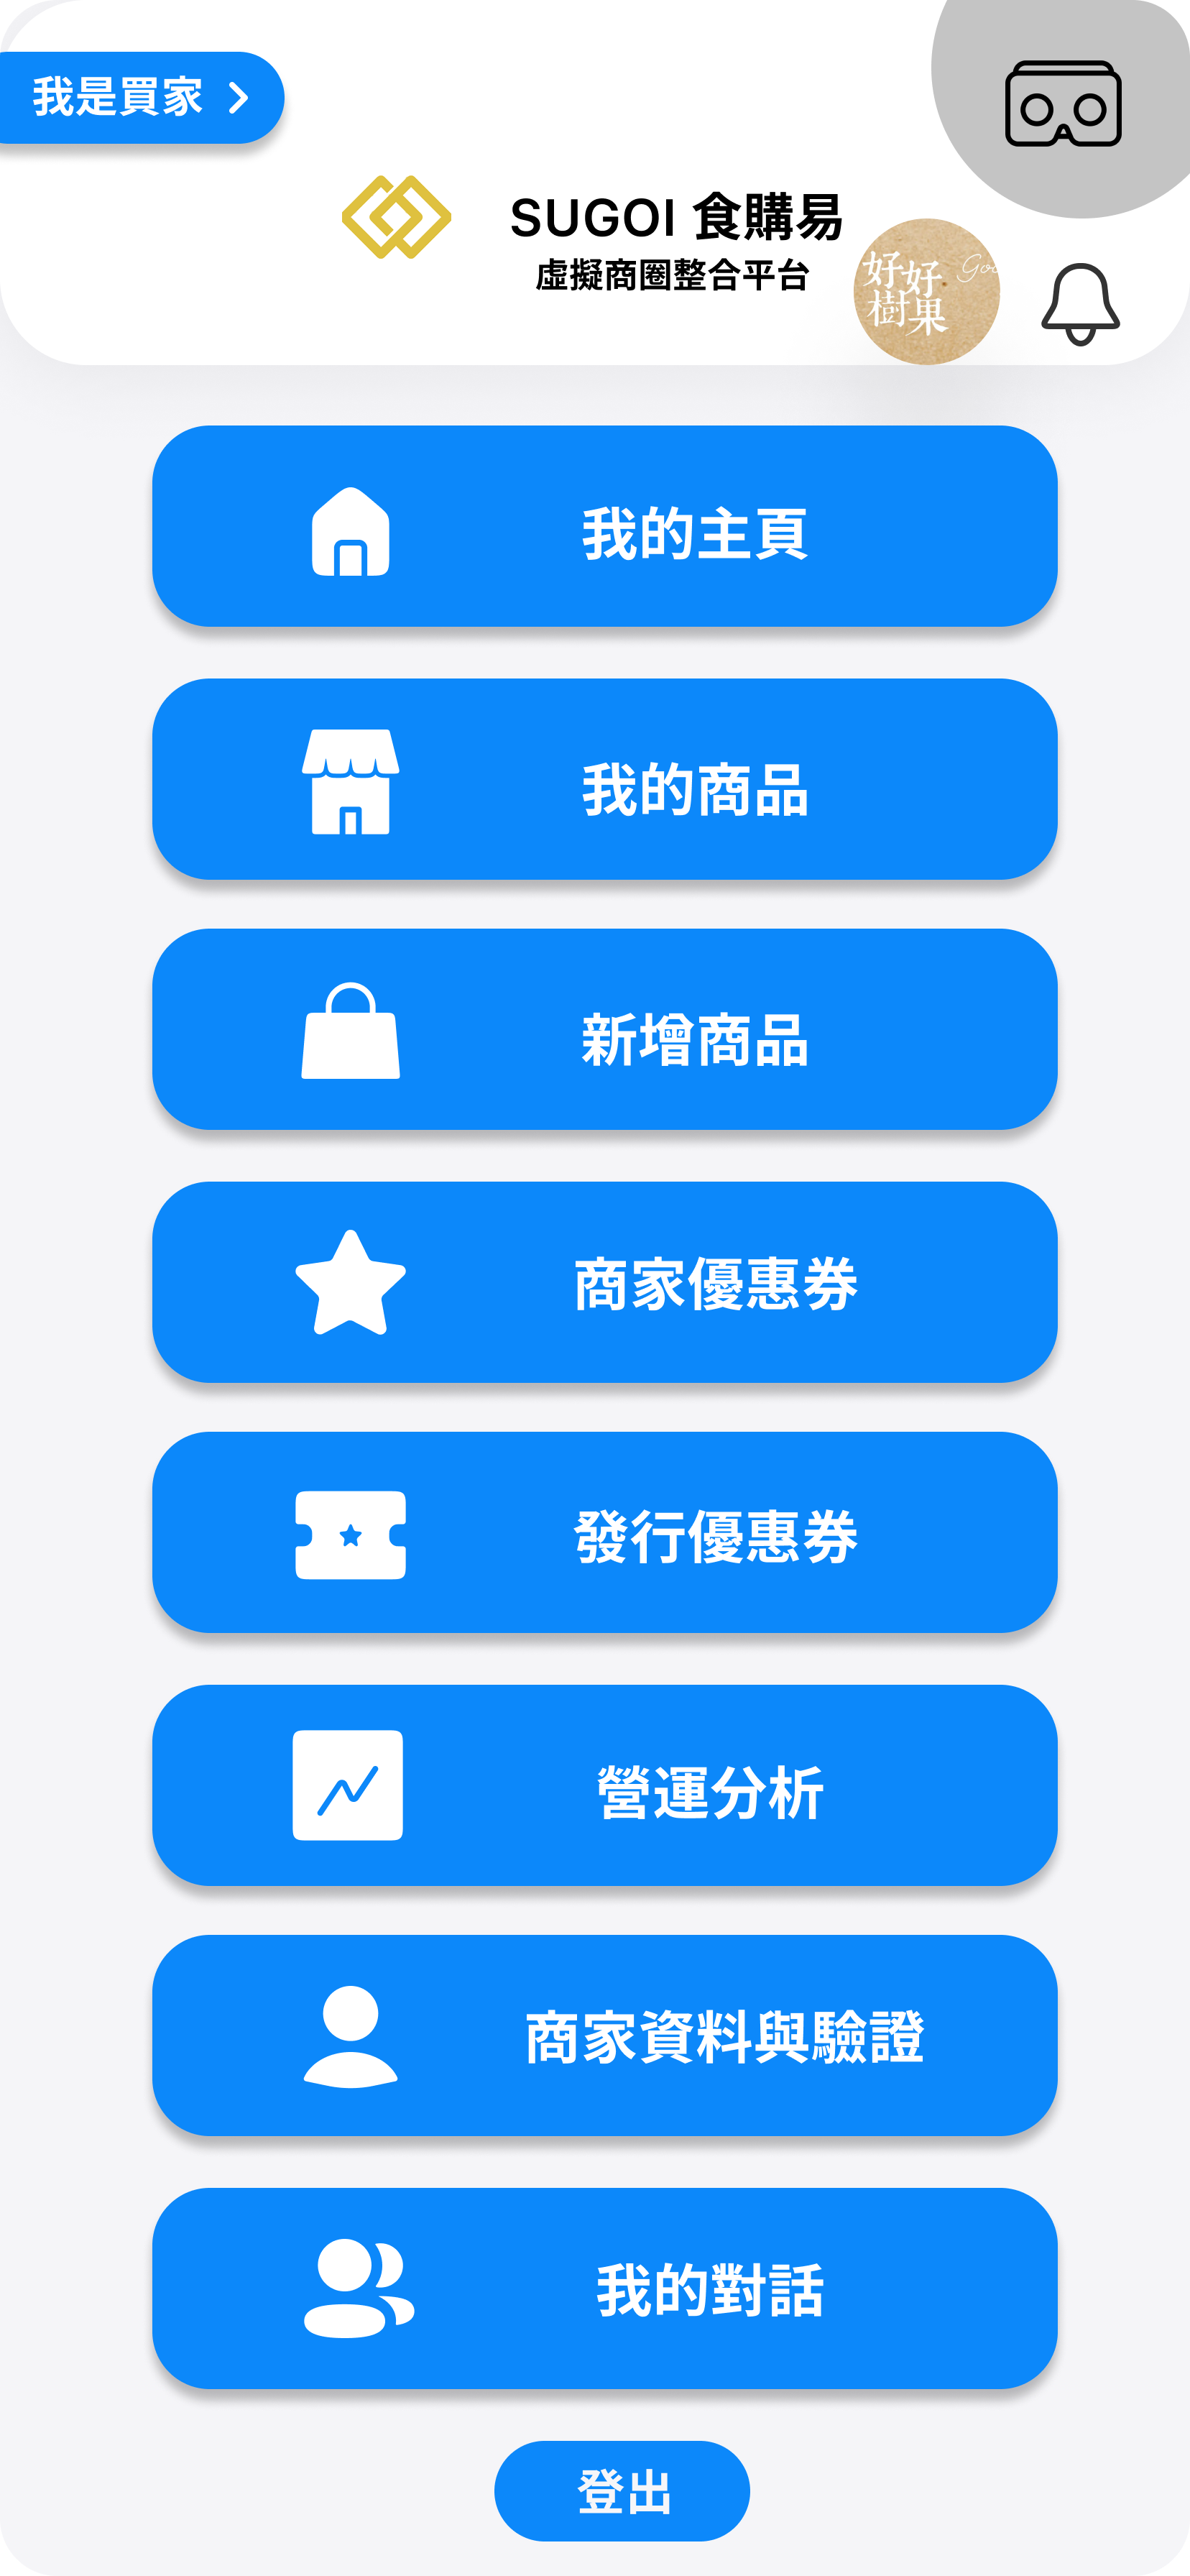 我是買家
SUGOI 食購易
虛擬商圈整合平台
好好
樹果
我的主頁
我的商品
新增商品
商家優惠券
發行優惠券
營運分析
商家資料與驗證
我的對話
登出